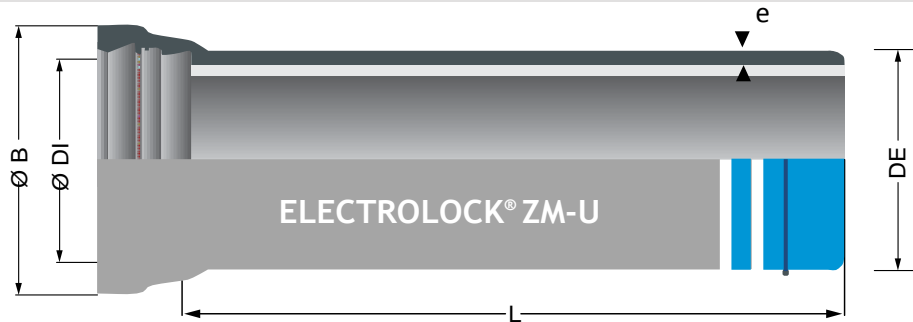 e
Ø B
Ø DI
DE
ELECTROLOCK® ZM-U
L